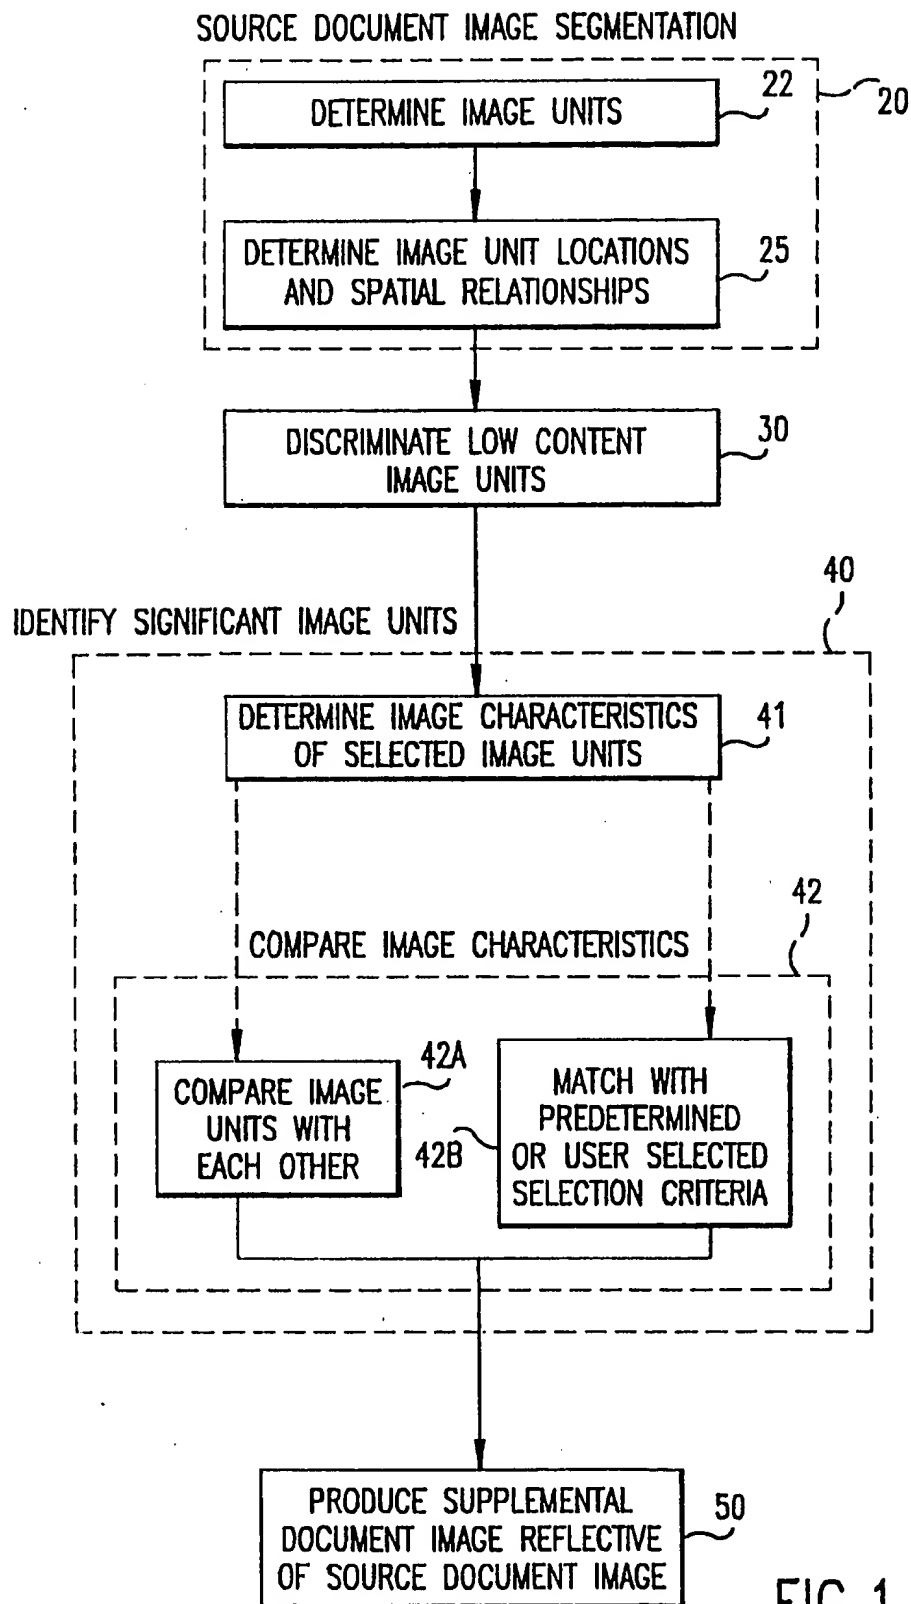 SOURCE DOCUMENT IMAGE SEGMENTATION
DETERMINE IMAGE UNITS
22
20
DETERMINE IMAGE UNIT LOCATIONS
AND SPATIAL RELATIONSHIPS
25
DISCRIMINATE LOW CONTENT
IMAGE UNITS
30
40
IDENTIFY SIGNIFICANT IMAGE UNITS
DETERMINE IMAGE CHARACTERISTICS
OF SELECTED IMAGE UNITS
41
42
COMPARE IMAGE CHARACTERISTICS
42A
COMPARE IMAGE
UNITS WITH
EACH OTHER
42B
MATCH WITH
PREDETERMINED
OR USER SELECTED
SELECTION CRITERIA
PRODUCE SUPPLEMENTAL
DOCUMENT IMAGE REFLECTIVE
OF SOURCE DOCUMENT IMAGE
50
FIG. 1